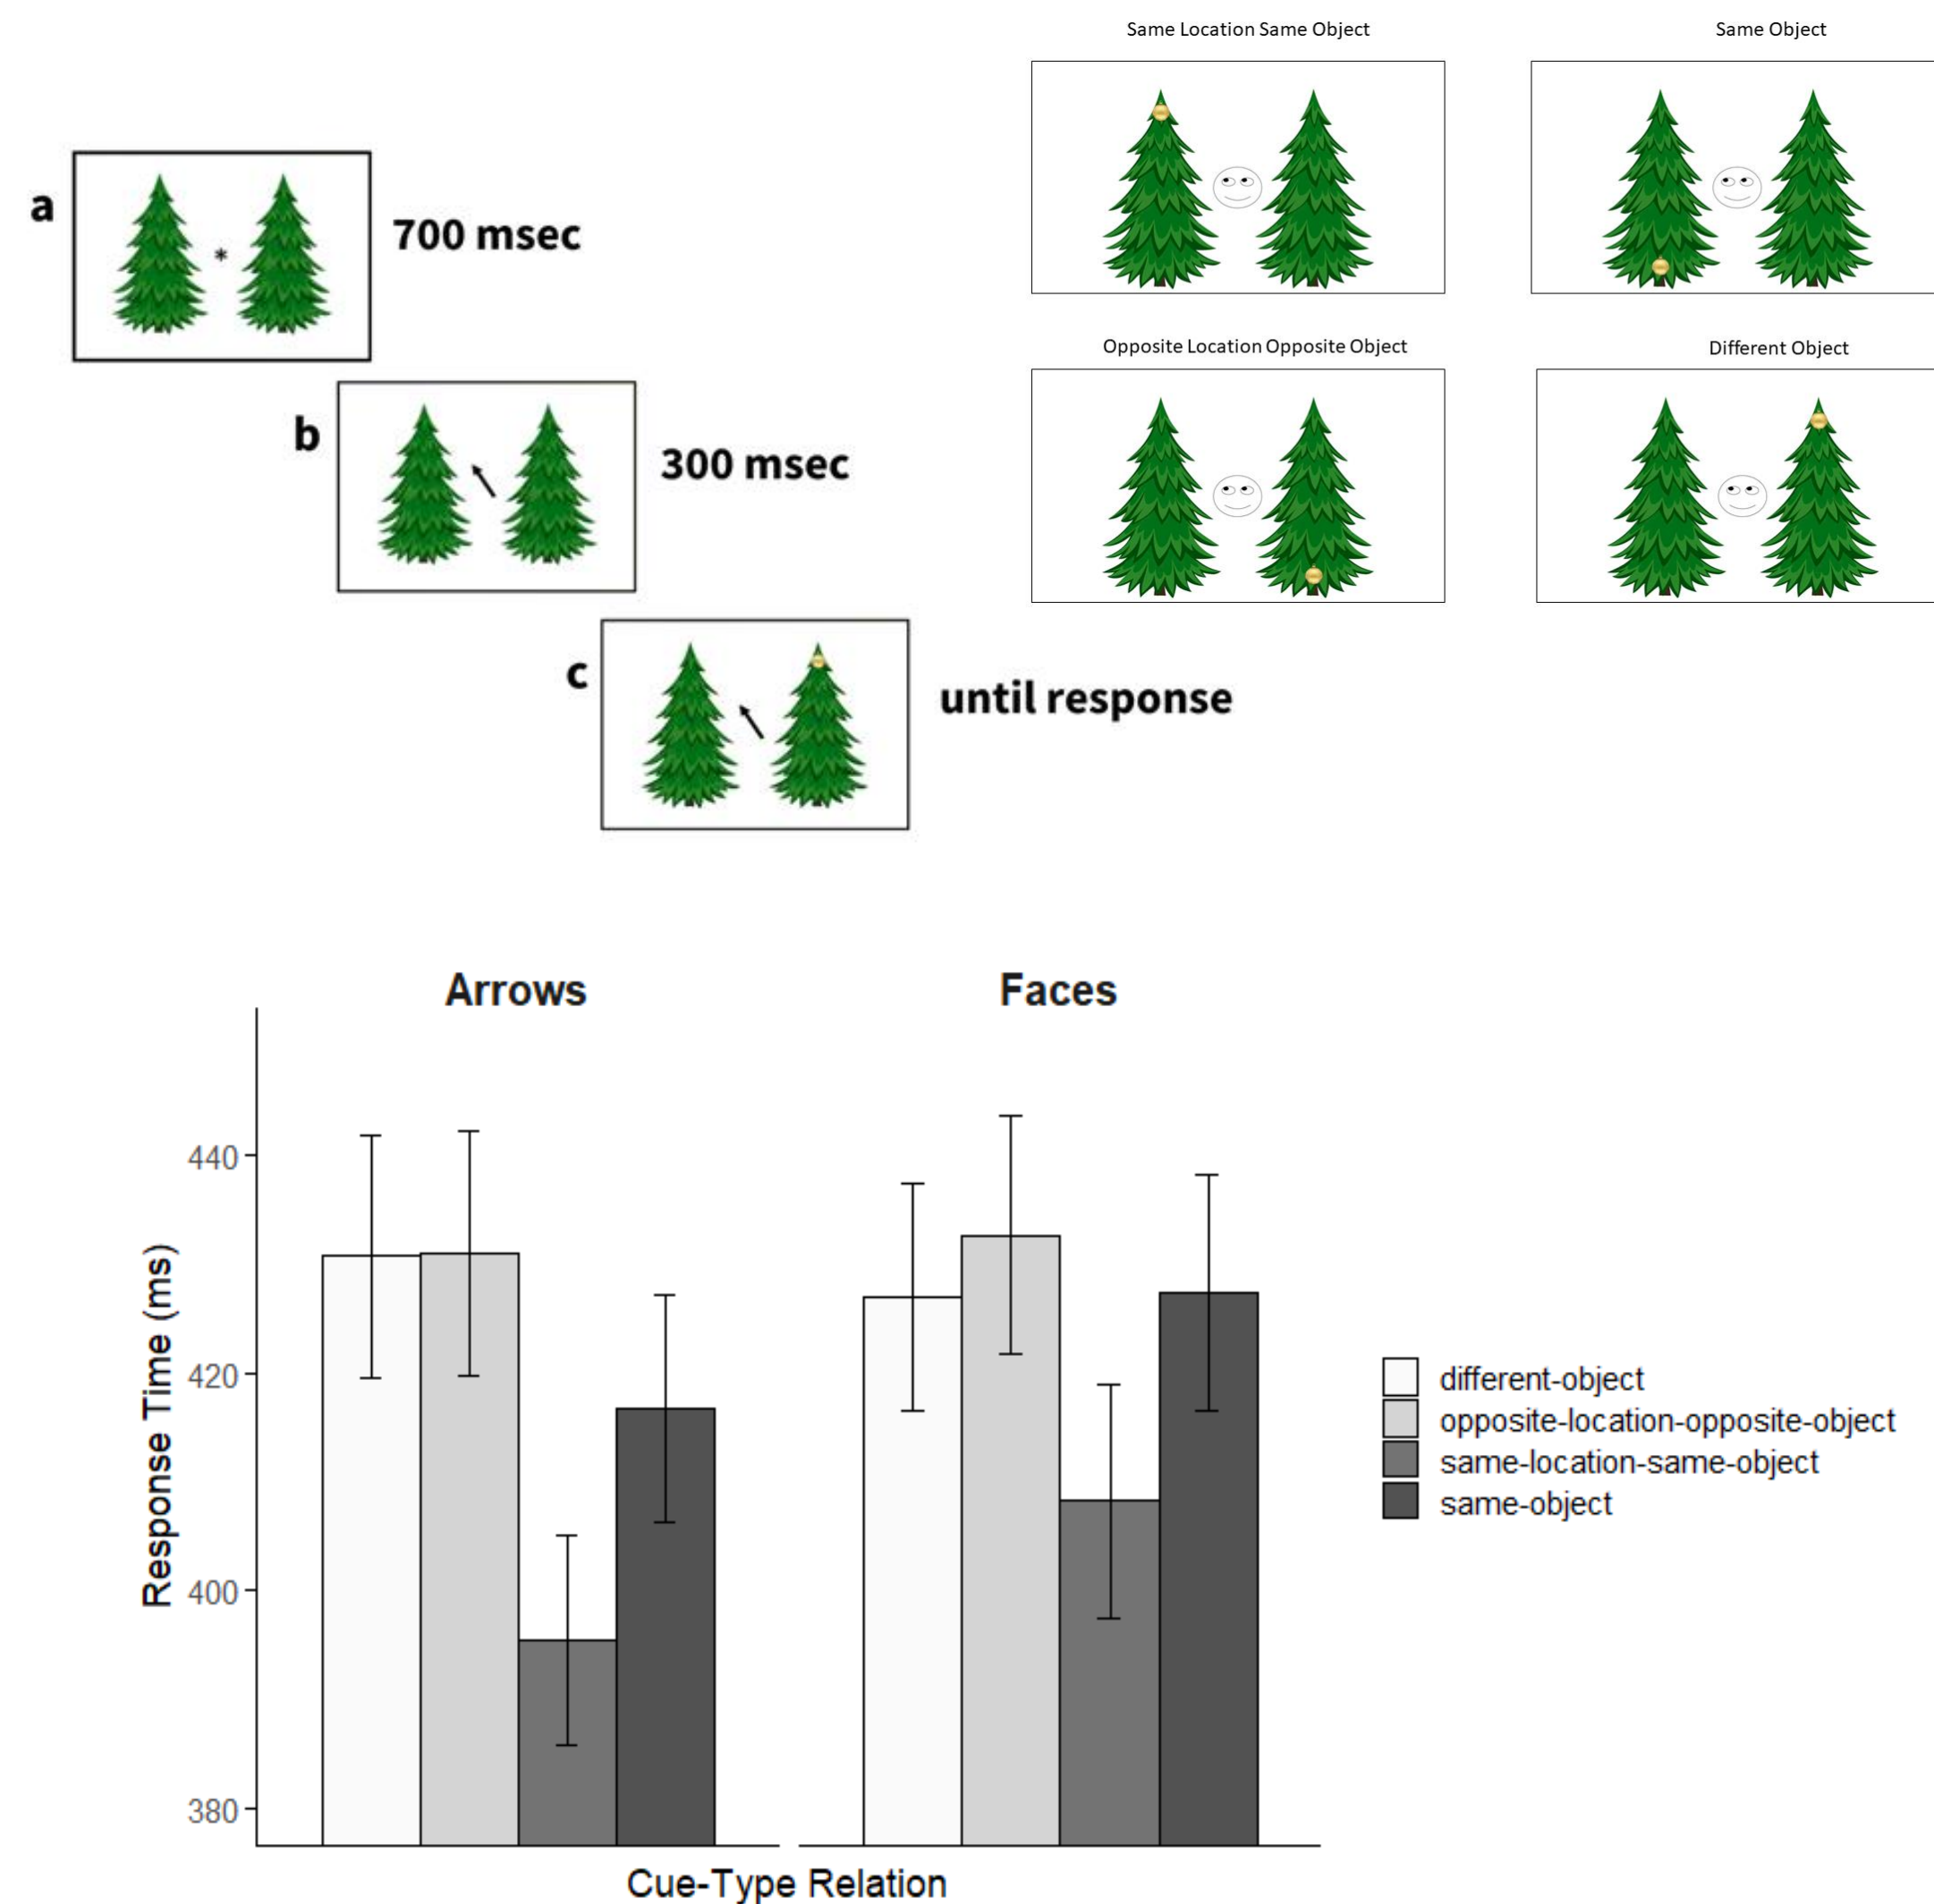 Same Location Same Object
Same Object
a
700 msec
*
Opposite Location Opposite Object
Different Object
b
300 msec
c
until response
Arrows
Faces
440
420
400
380
Response Time (ms)
different-object
opposite-location-opposite-object
same-location-same-object
same-object
Cue-Type Relation